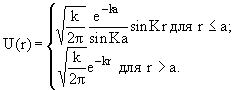 U(r) = { √(k/2π) e^(-ka)/sinKa sinKr для r ≤ a;
√(k/2π) e^(-kr) для r > a.